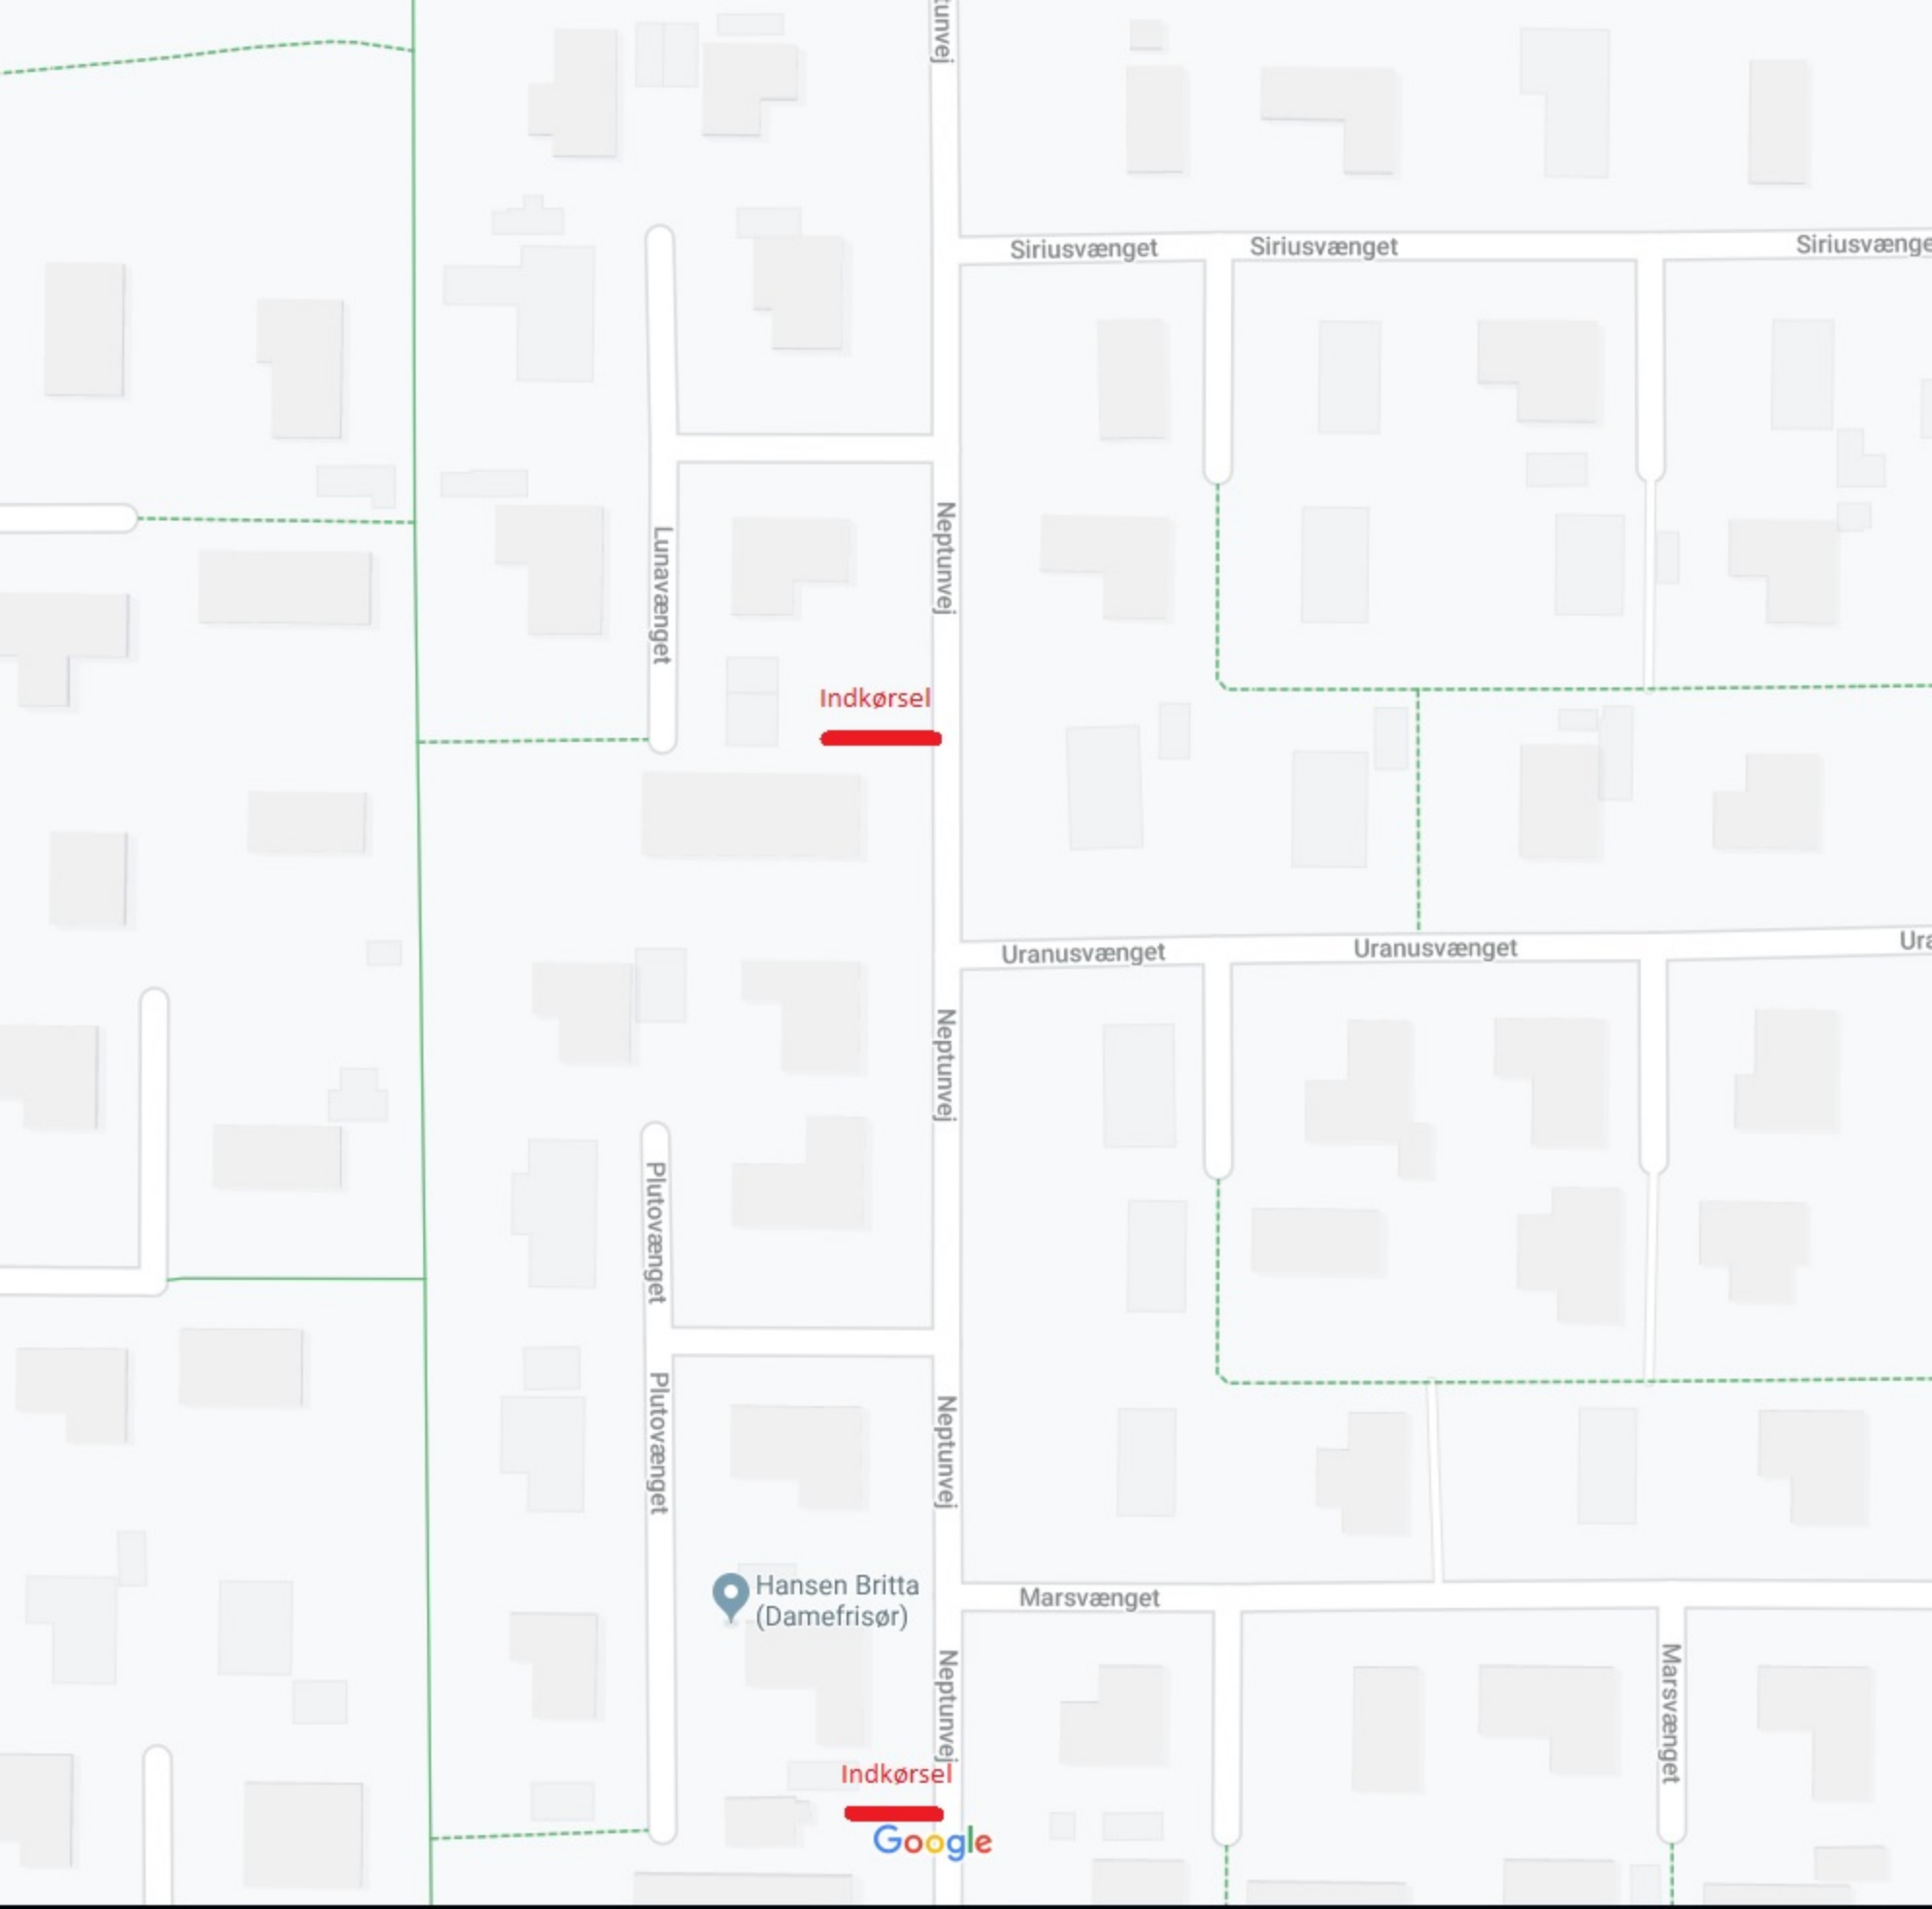 tunvej
Siriusvænget
Siriusvænget
Siriusvænge
Neptunvej
Lunavænget
Indkørsel
Uranusvænget
Uranusvænget
Ura
Neptunvej
Plutovænget
Plutovænget
Neptunvej
Hansen Britta
(Damefrisør)
Marsvænget
Neptunvej
Marsvænget
Indkørsel
Google